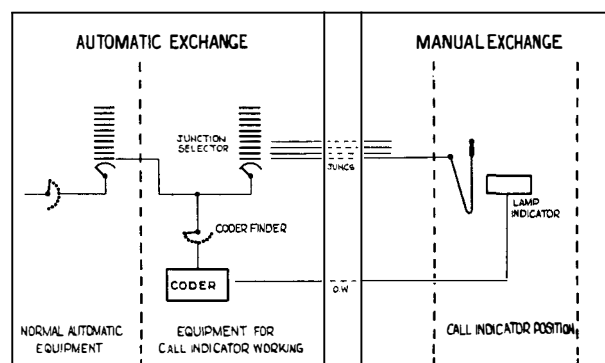 AUTOMATIC EXCHANGE
MANUAL EXCHANGE
JUNCTION
SELECTOR
JUNCS
LAMP
INDICATOR
CODER FINDER
CODER
O.W
NORMAL AUTOMATIC
EQUIPMENT
EQUIPMENT FOR
CALL INDICATOR WORKING
CALL INDICATOR POSITION